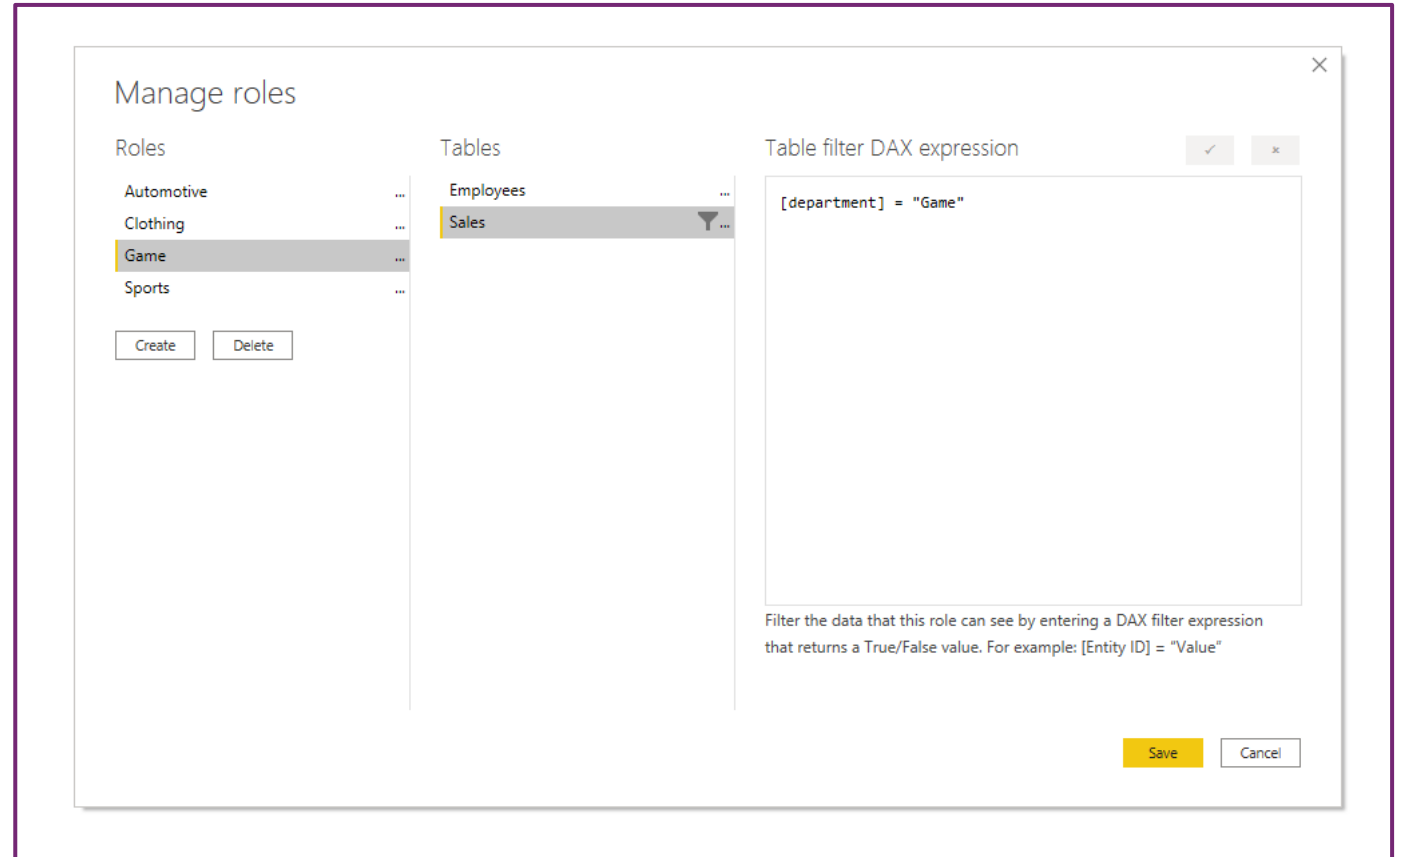 Manage roles
Roles
Automotive ...
Clothing ...
Game ...
Sports ...
Create Delete
Tables
Employees ...
Sales ...
Table filter DAX expression
[department] = "Game"
Filter the data that this role can see by entering a DAX filter expression
that returns a True/False value. For example: [Entity ID] = “Value”
Save Cancel